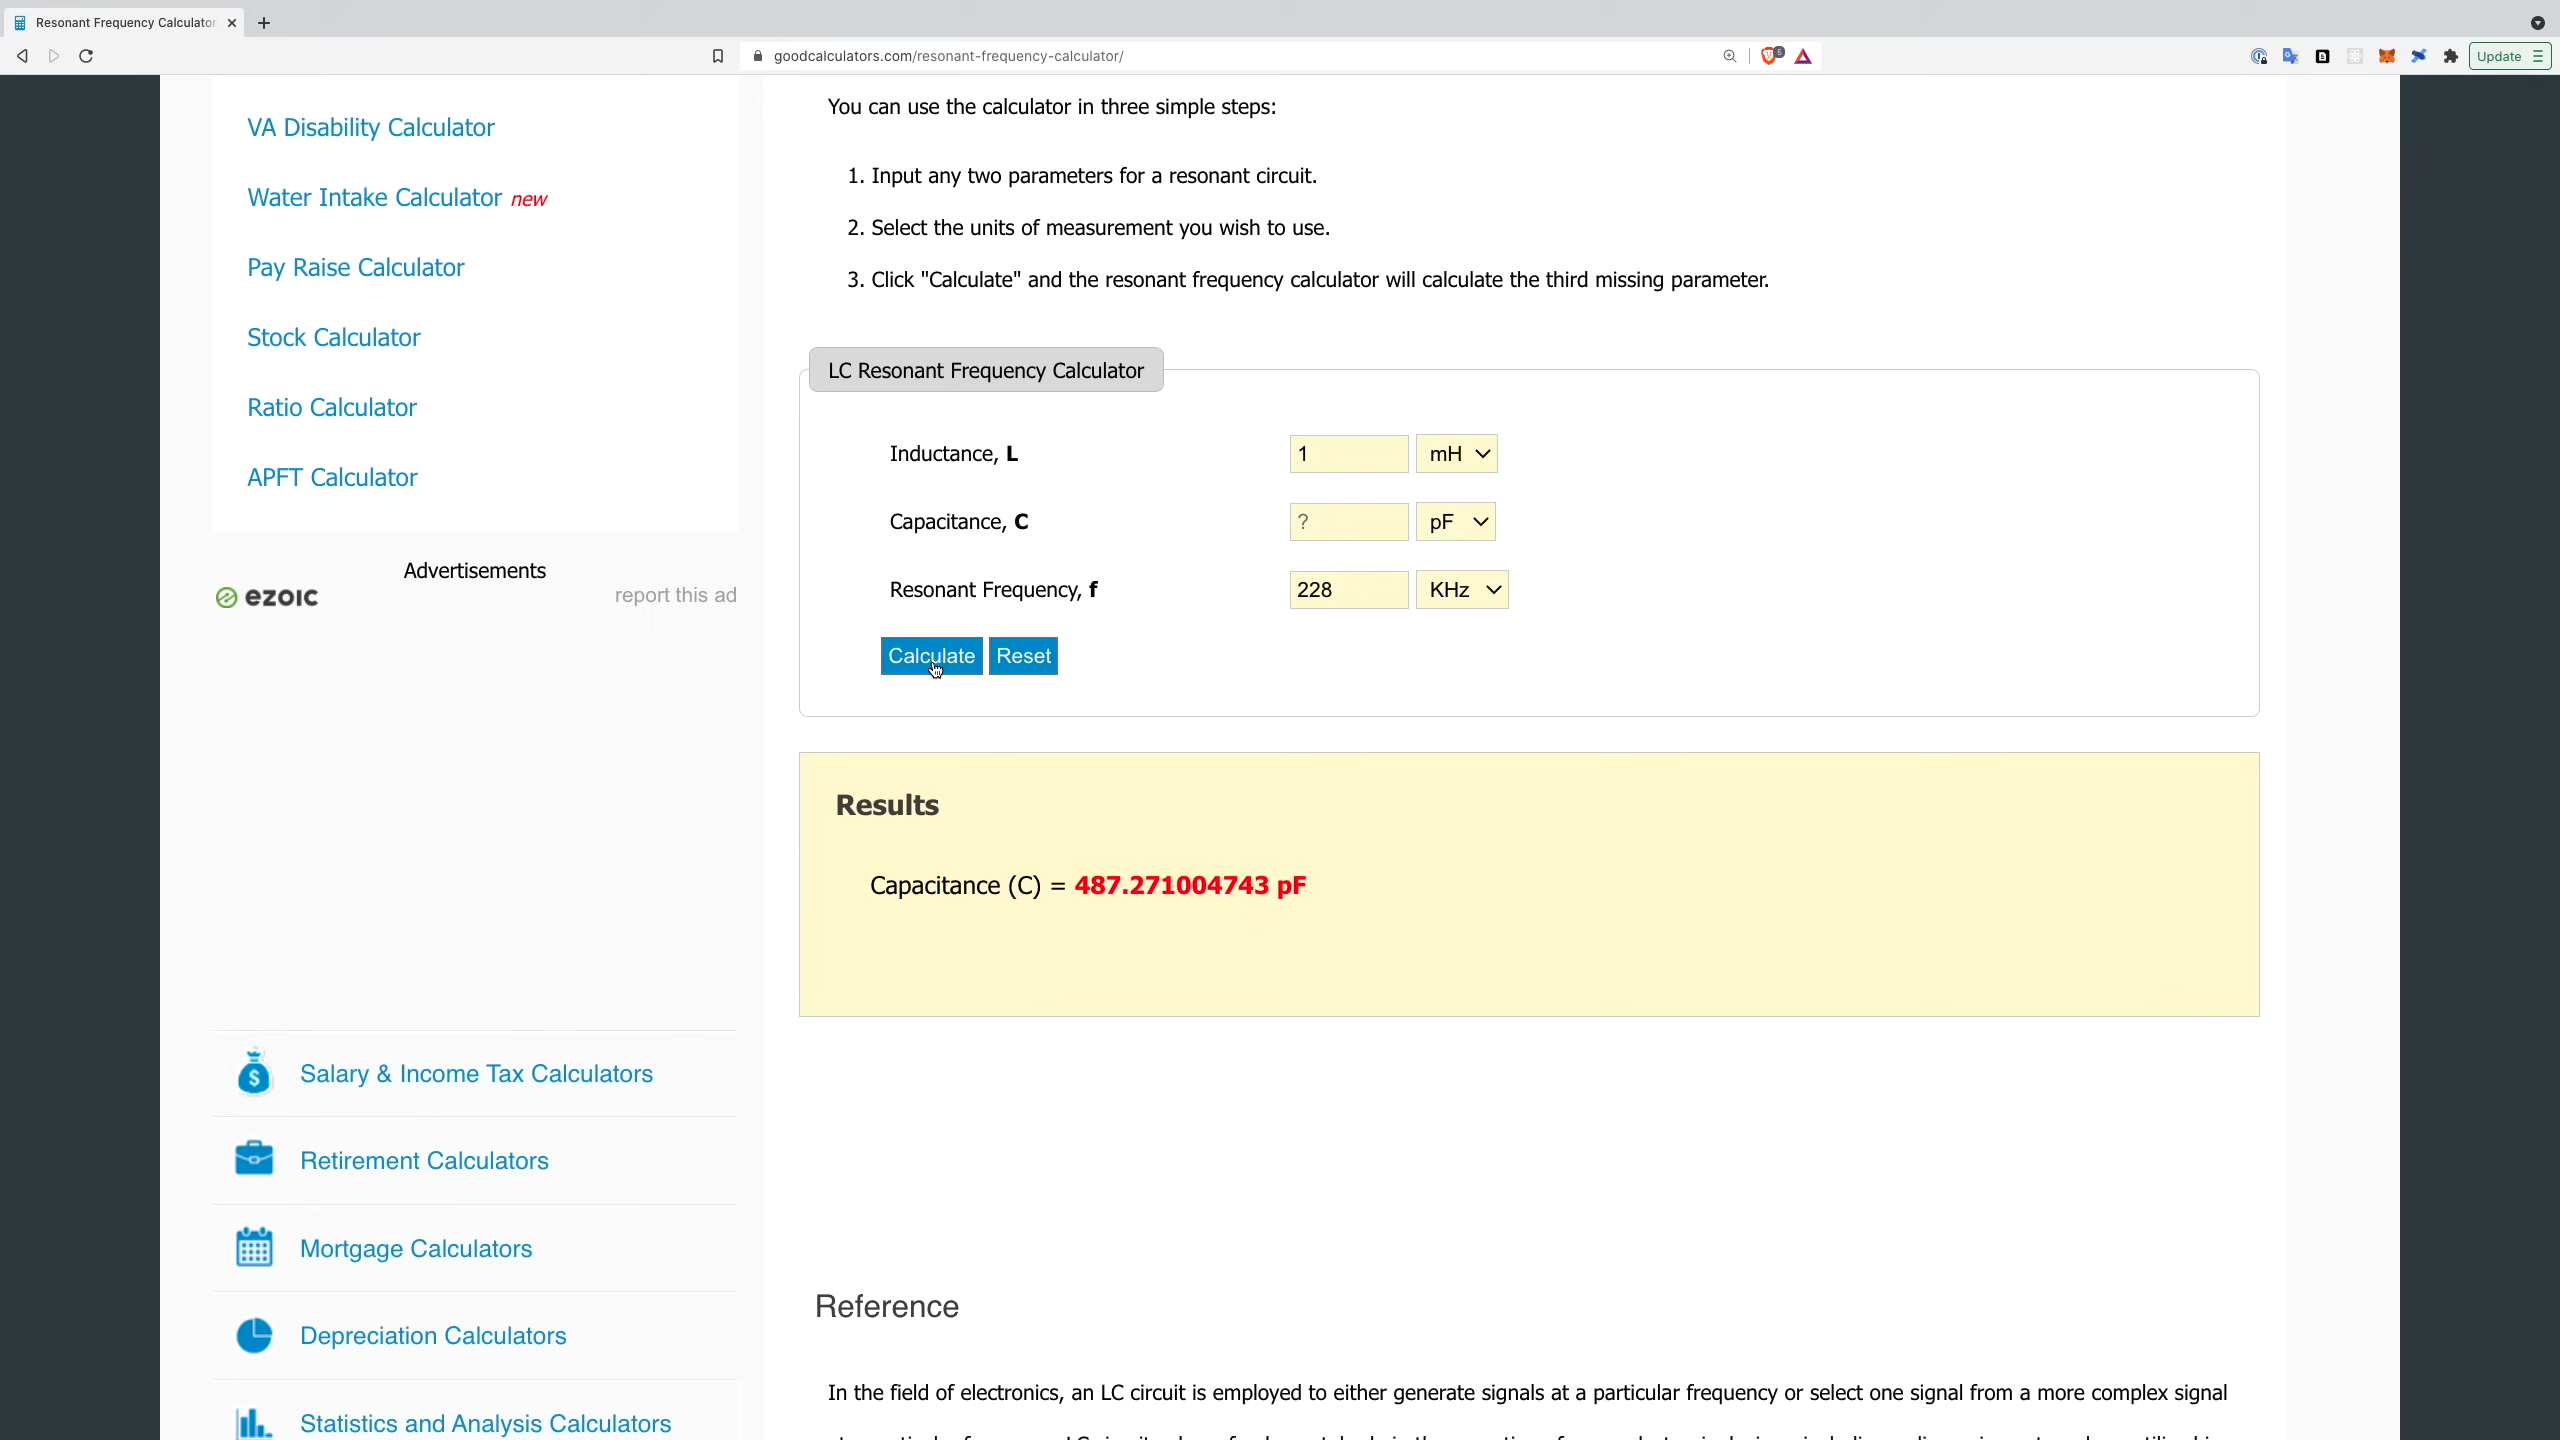 Resonant Frequency Calculator
goodcalculators.com/resonant-frequency-calculator/
5
Update
VA Disability Calculator
Water Intake Calculator new
Pay Raise Calculator
Stock Calculator
Ratio Calculator
APFT Calculator
Advertisements
ezoic
report this ad
Salary & Income Tax Calculators
Retirement Calculators
Mortgage Calculators
Depreciation Calculators
Statistics and Analysis Calculators
You can use the calculator in three simple steps:
1. Input any two parameters for a resonant circuit.
2. Select the units of measurement you wish to use.
3. Click "Calculate" and the resonant frequency calculator will calculate the third missing parameter.
LC Resonant Frequency Calculator
Inductance, L 1 mH
Capacitance, C ? pF
Resonant Frequency, f 228 KHz
Calculate Reset
Results
Capacitance (C) = 487.271004743 pF
Reference
In the field of electronics, an LC circuit is employed to either generate signals at a particular frequency or select one signal from a more complex signal